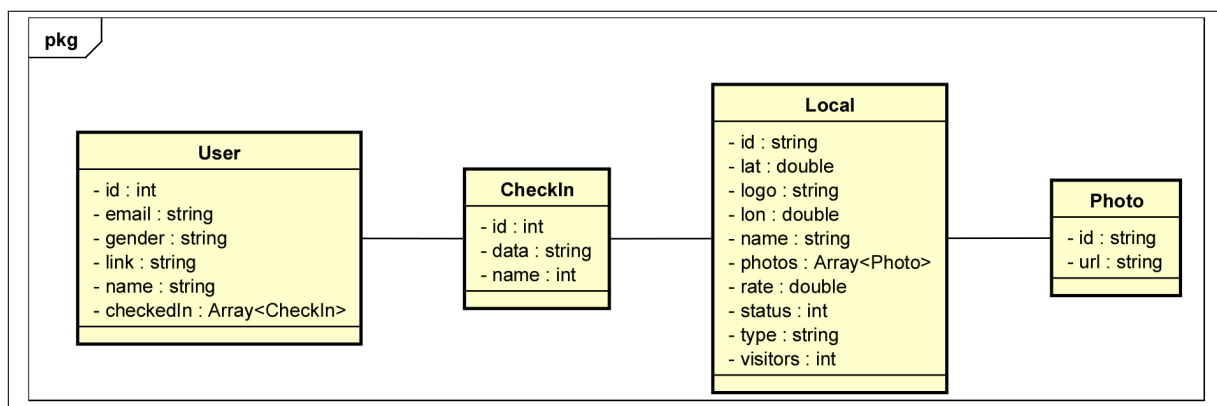 pkg
User
- id : int
- email : string
- gender : string
- link : string
- name : string
- checkedIn : Array<CheckIn>
CheckIn
- id : int
- data : string
- name : int
Local
- id : string
- lat : double
- logo : string
- lon : double
- name : string
- photos : Array<Photo>
- rate : double
- status : int
- type : string
- visitors : int
Photo
- id : string
- url : string